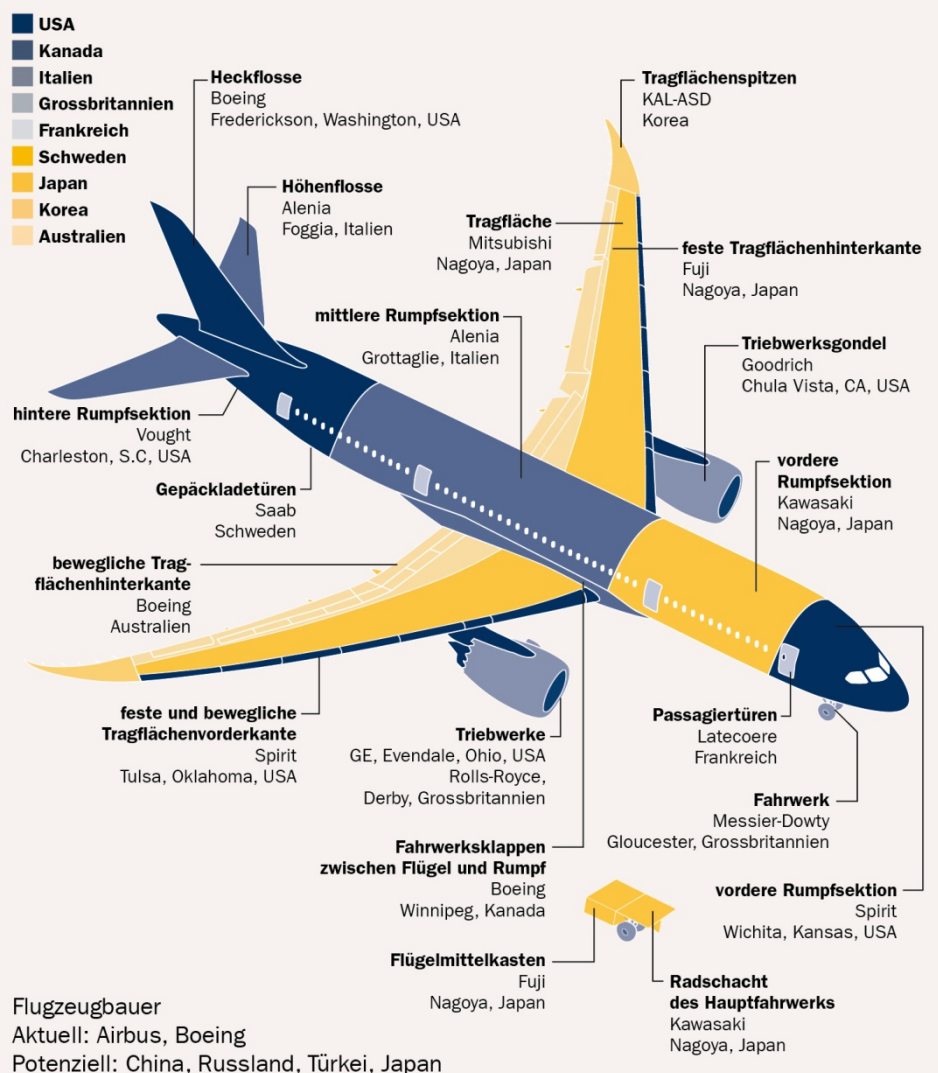 USA
Kanada
Italien
Grossbritannien
Frankreich
Schweden
Japan
Korea
Australien
Heckflosse
Boeing
Frederickson, Washington, USA
Tragflächenspitzen
KAL-ASD
Korea
Höhenflosse
Alenia
Foggia, Italien
Tragfläche
Mitsubishi
Nagoya, Japan
feste Tragflächenhinterkante
Fuji
Nagoya, Japan
mittlere Rumpfsektion
Alenia
Grottaglie, Italien
Triebwerksgondel
Goodrich
Chula Vista, CA, USA
hintere Rumpfsektion
Vought
Charleston, S.C, USA
vordere
Rumpfsektion
Kawasaki
Nagoya, Japan
Gepäckladetüren
Saab
Schweden
bewegliche Trag-
flächenhinterkante
Boeing
Australien
feste und bewegliche
Tragflächenvorderkante
Spirit
Tulsa, Oklahoma, USA
Triebwerke
GE, Evendale, Ohio, USA
Rolls-Royce,
Derby, Grossbritannien
Passagiertüren
Latecoere
Frankreich
Fahrwerk
Messier-Dowty
Gloucester, Grossbritannien
Fahrwerksklappen
zwischen Flügel und Rumpf
Boeing
Winnipeg, Kanada
vordere Rumpfsektion
Spirit
Wichita, Kansas, USA
Flügelmittelkasten
Fuji
Nagoya, Japan
Radschacht
des Hauptfahrwerks
Kawasaki
Nagoya, Japan
Flugzeugbauer
Aktuell: Airbus, Boeing
Potenziell: China, Russland, Türkei, Japan